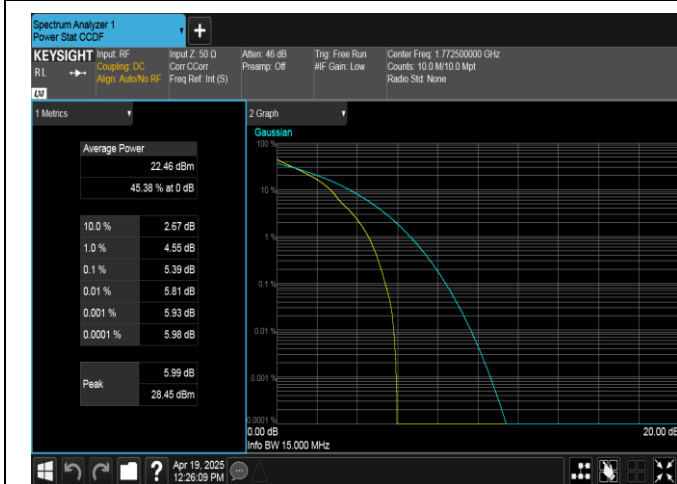 Spectrum Analyzer 1
Power Stat CCDF
+
KEYSIGHT Input: RF Input Z: 50 Ω Atten: 46 dB Trig: Free Run Center Freq: 1.772500000 GHz
RL Coupling: DC Corr CCorr Preamp: Off #IF Gain: Low Counts: 10.0 M/10.0 Mpt
Align: Auto/No RF Freq Ref: Int (S) Radio Std: None
LXI
1 Metrics
2 Graph
Average Power
22.46 dBm
45.38 % at 0 dB
10.0 % 2.67 dB
1.0 % 4.55 dB
0.1 % 5.39 dB
0.01 % 5.81 dB
0.001 % 5.93 dB
0.0001 % 5.98 dB
Peak 5.99 dB
28.45 dBm
Gaussian
100 %
10 %
1 %
0.1 %
0.01 %
0.001 %
0.0001 %
0.00 dB 20.00 dB
Info BW 15.000 MHz
? Apr 19, 2025
12:26:09 PM